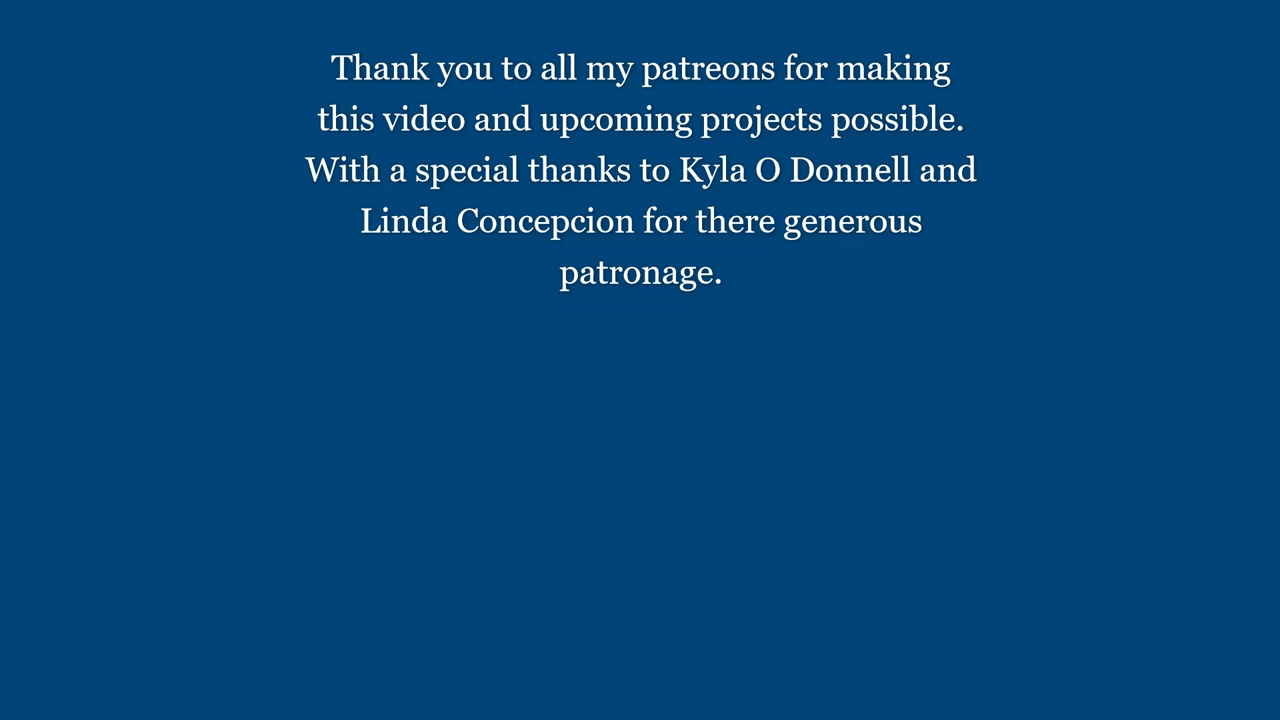 Thank you to all my patreons for making
this video and upcoming projects possible.
With a special thanks to Kyla O Donnell and
Linda Concepcion for there generous
patronage.